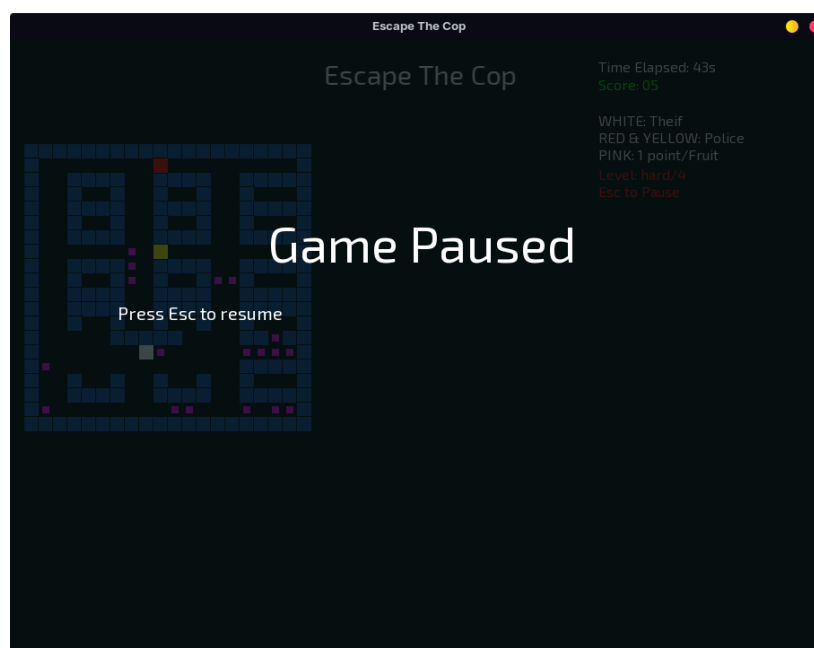 Escape The Cop
Escape The Cop
Time Elapsed: 43s
Score: 05
WHITE: Theif
RED & YELLOW: Police
PINK: 1 point/Fruit
Level: hard/4
Esc to Pause
Game Paused
Press Esc to resume